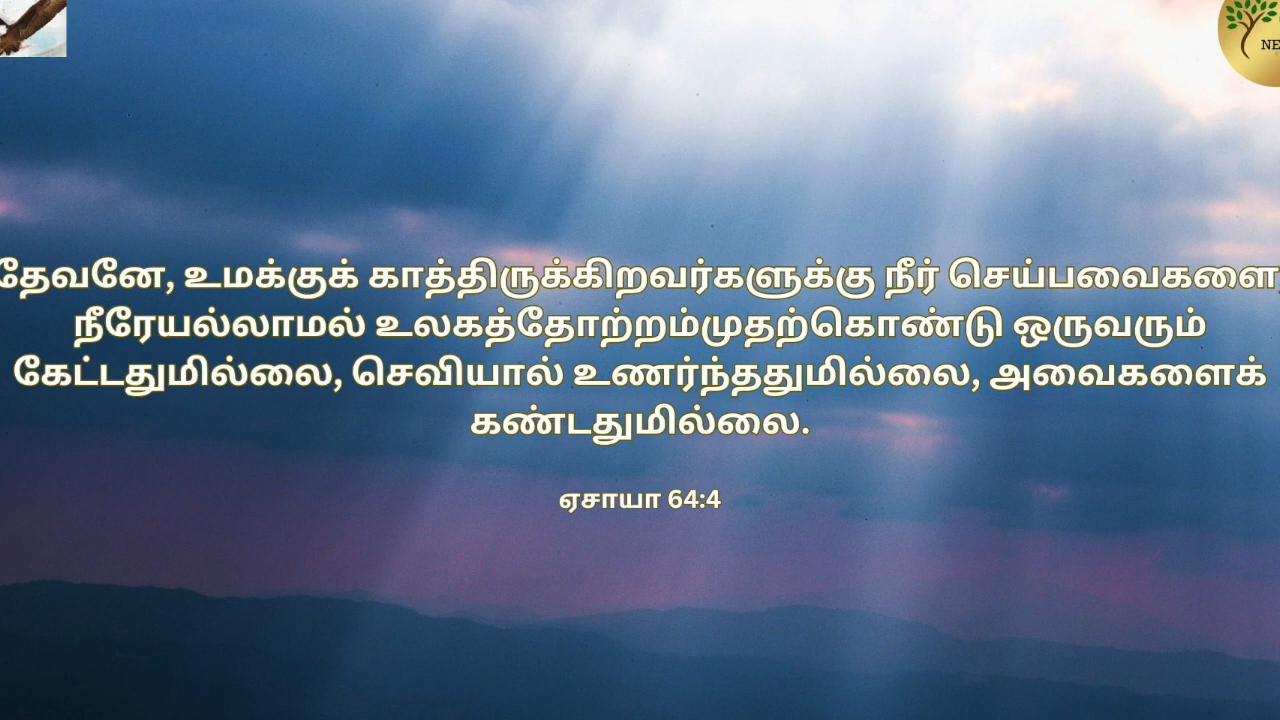 NE
தேவனே, உமக்குக் காத்திருக்கிறவர்களுக்கு நீர் செய்பவைகளை,
நீரேயல்லாமல் உலகத்தோற்றம்முதற்கொண்டு ஒருவரும்
கேட்டதுமில்லை, செவியால் உணர்ந்ததுமில்லை, அவைகளைக்
கண்டதுமில்லை.
ஏசாயா 64:4